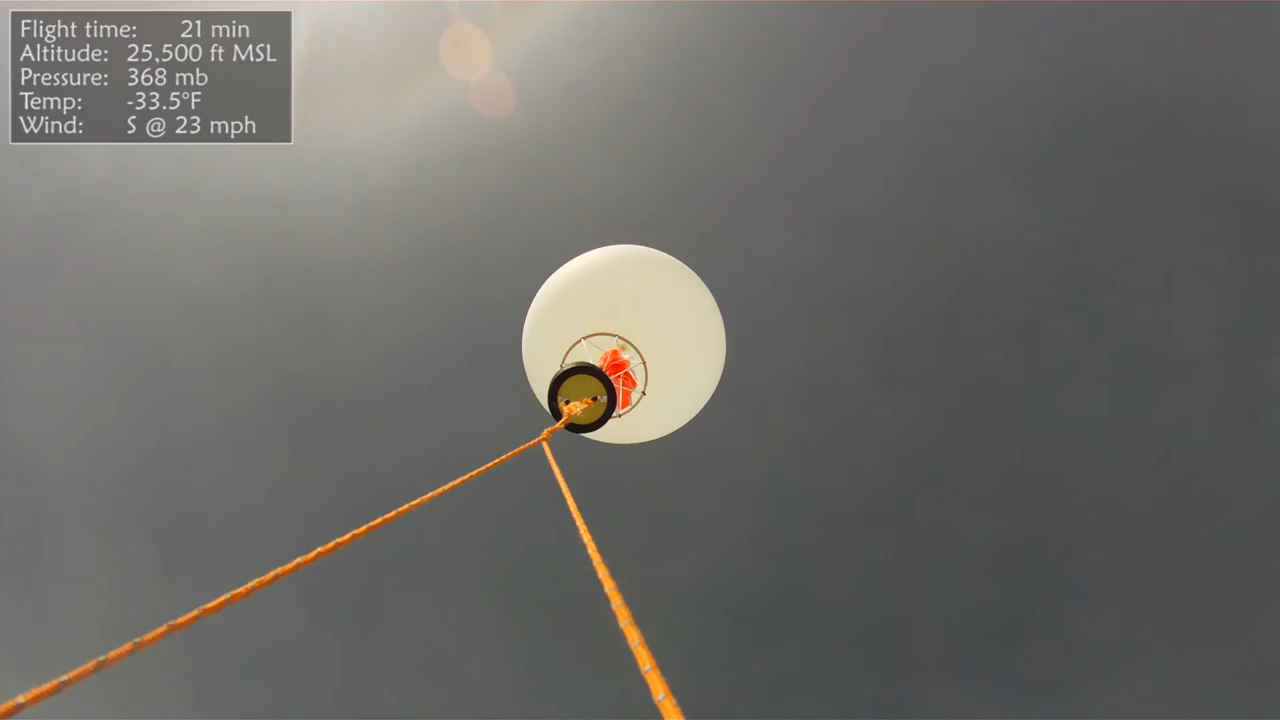 Flight time: 21 min
Altitude: 25,500 ft MSL
Pressure: 368 mb
Temp: -33.5°F
Wind: S @ 23 mph